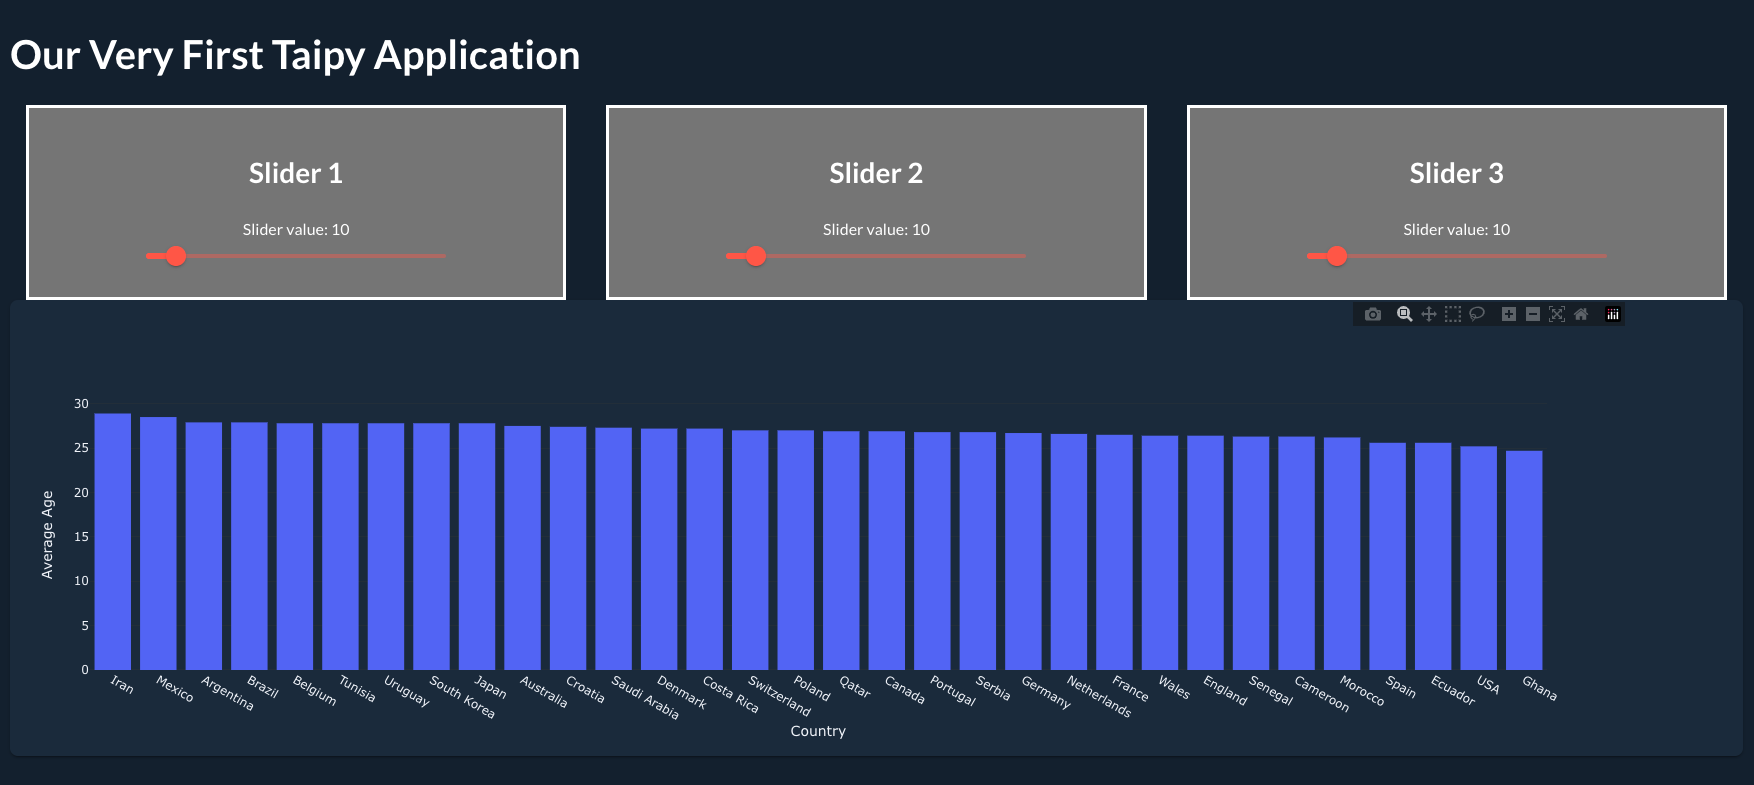 Our Very First Taipy Application
Slider 1
Slider value: 10
Slider 2
Slider value: 10
Slider 3
Slider value: 10
30
25
20
15
10
5
0
Average Age
Iran
Mexico
Argentina
Brazil
Belgium
Tunisia
Uruguay
South Korea
Japan
Australia
Croatia
Saudi Arabia
Denmark
Costa Rica
Switzerland
Poland
Qatar
Canada
Portugal
Serbia
Germany
Netherlands
France
Wales
England
Senegal
Cameroon
Morocco
Spain
Ecuador
USA
Ghana
Country